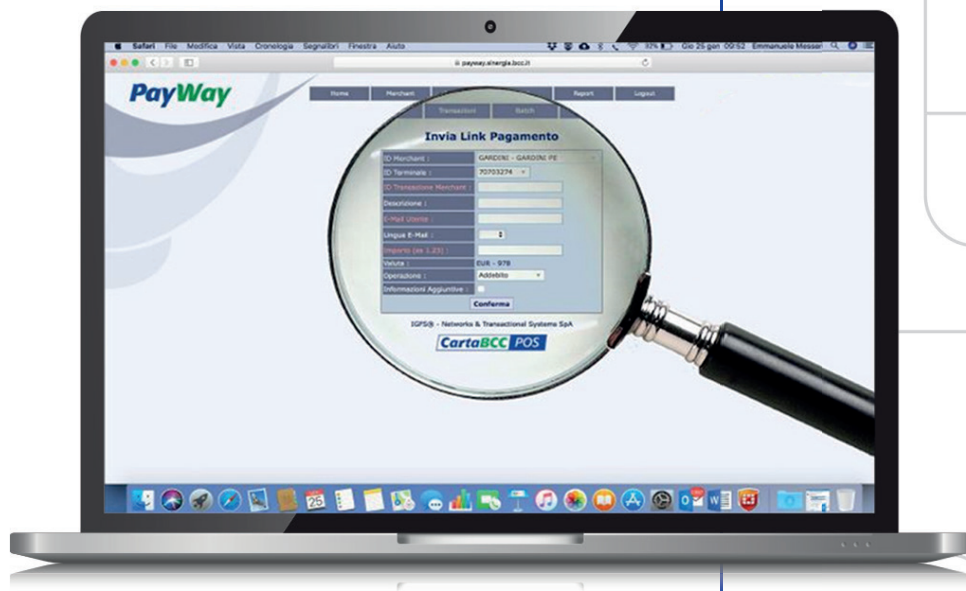 Safari File Modifica Vista Cronologia Segnalibri Finestra Aiuto 92% Gio 25 gen 09:52 Emmanuele Messeri
payway.sinergia.bcc.it
PayWay
Home Merchant Report Logout
Transazioni Batch
Invia Link Pagamento
ID Merchant : GARDINI - GARDINI PE
ID Terminale : 70703274
ID Transazione Merchant :
Descrizione :
E-Mail Utente :
Lingua E-Mail :
Importo (es 1.23) :
Valuta : EUR - 978
Operazione : Addebito
Informazioni Aggiuntive :
Conferma
IGFS® - Networks & Transactional Systems SpA
CartaBCC POS
25